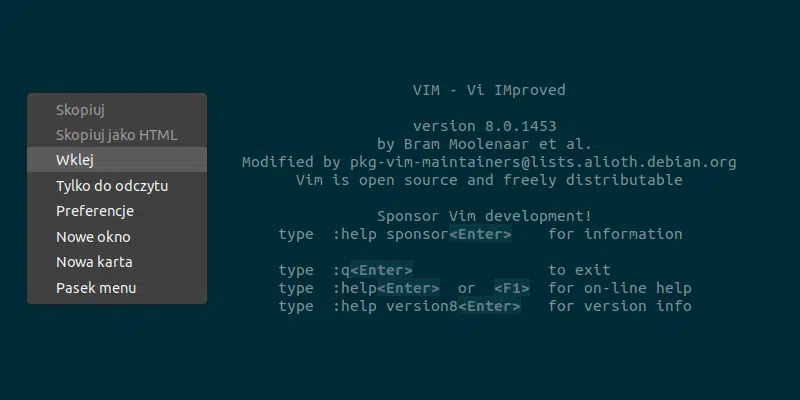 Skopiuj
Skopiuj jako HTML
Wklej
Tylko do odczytu
Preferencje
Nowe okno
Nowa karta
Pasek menu
VIM - Vi IMproved
version 8.0.1453
by Bram Moolenaar et al.
Modified by pkg-vim-maintainers@lists.alioth.debian.org
Vim is open source and freely distributable
Sponsor Vim development!
type :help sponsor<Enter> for information
type :q<Enter> to exit
type :help<Enter> or <F1> for on-line help
type :help version8<Enter> for version info